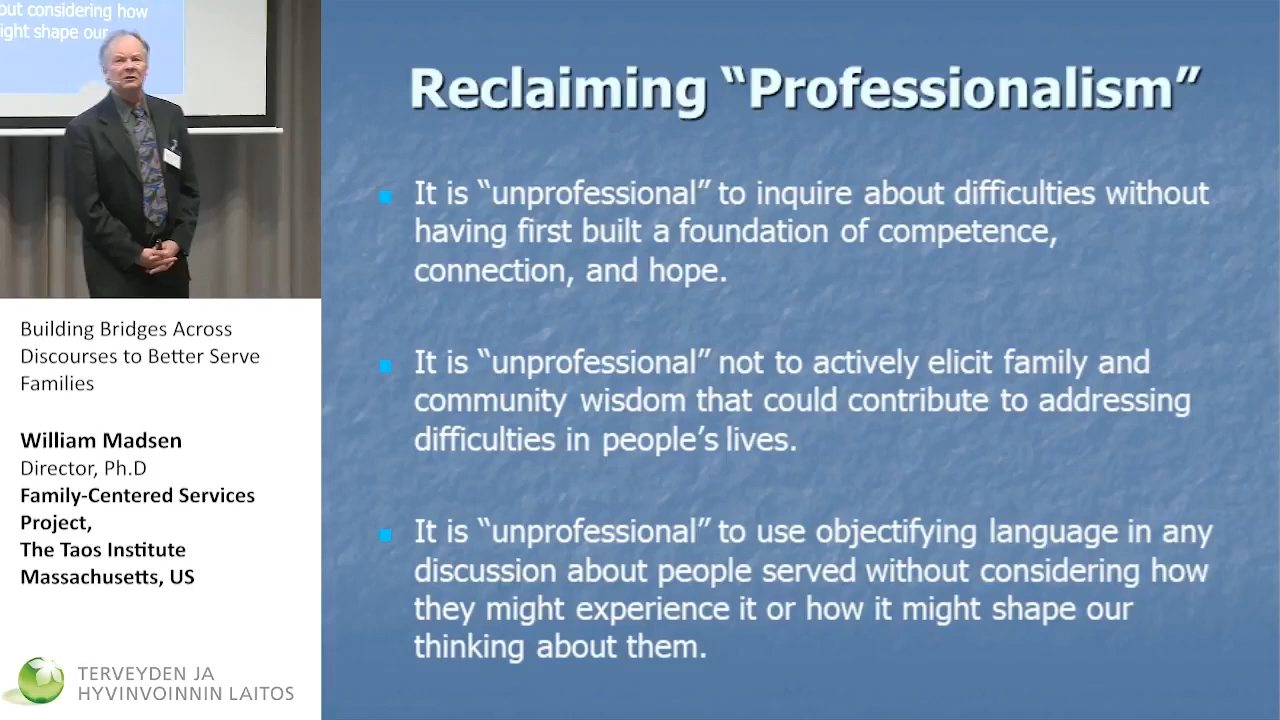 out considering how
ight shape our
Building Bridges Across
Discourses to Better Serve
Families
William Madsen
Director, Ph.D
Family-Centered Services
Project,
The Taos Institute
Massachusetts, US
TERVEYDEN JA
HYVINVOINNIN LAITOS
Reclaiming “Professionalism”
It is “unprofessional” to inquire about difficulties without
having first built a foundation of competence,
connection, and hope.
It is “unprofessional” not to actively elicit family and
community wisdom that could contribute to addressing
difficulties in people’s lives.
It is “unprofessional” to use objectifying language in any
discussion about people served without considering how
they might experience it or how it might shape our
thinking about them.